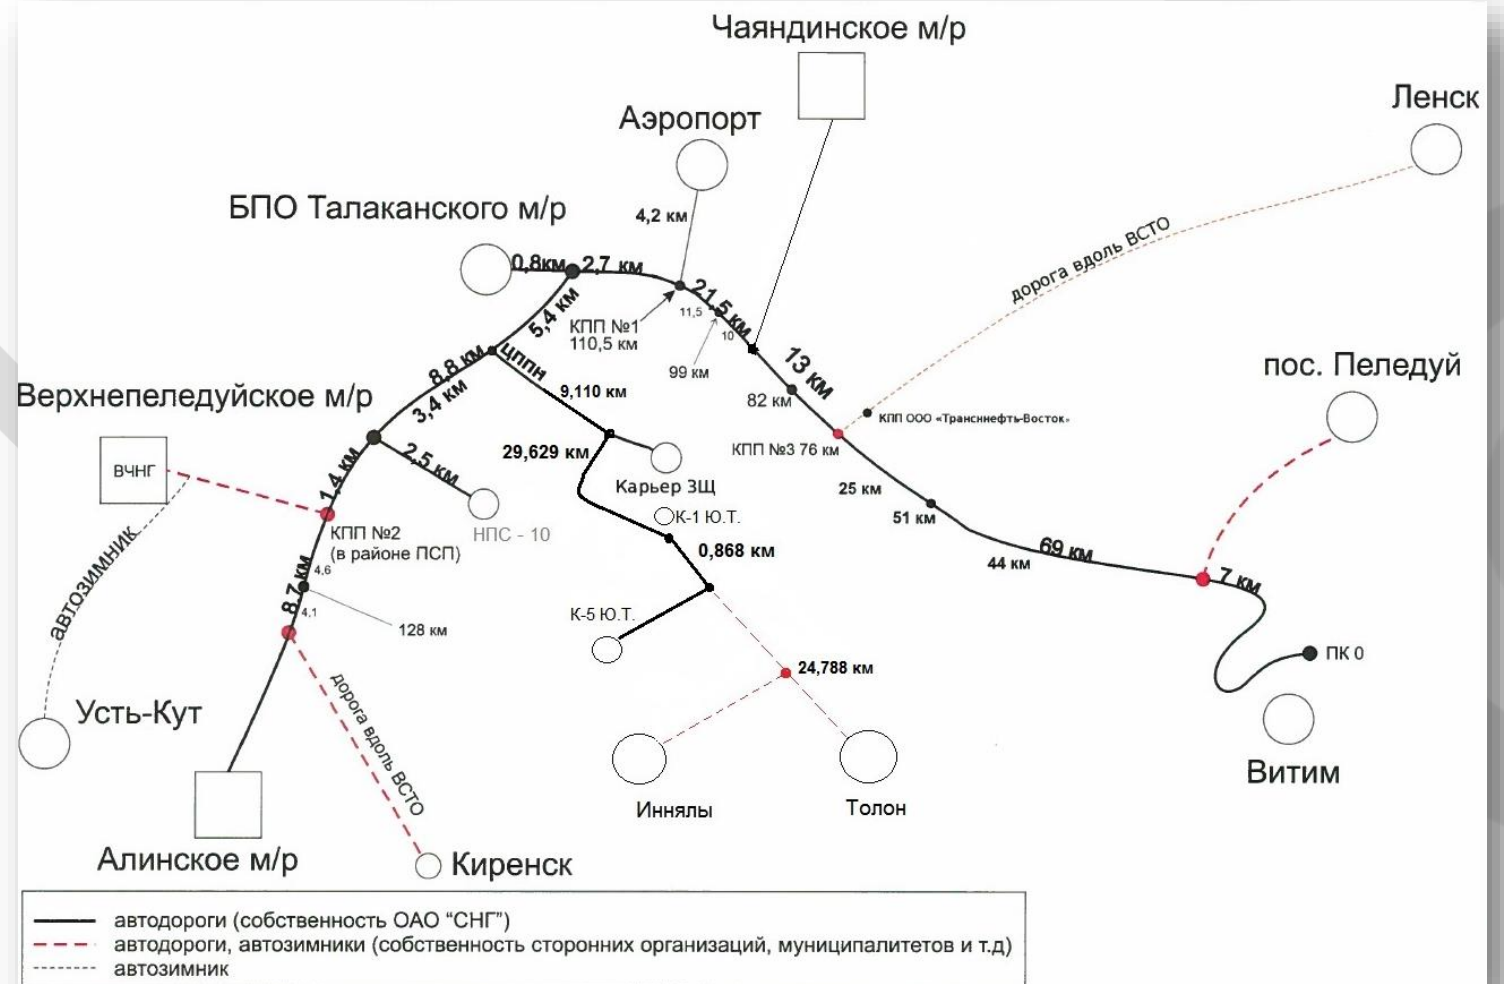 Чаяндинское м/р
Ленск
Аэропорт
БПО Талаканского м/р
4,2 км
дорога вдоль ВСТО
0,8км
2,7 км
21,5 км
11,5
10
КПП №1
110,5 км
5,4 км
99 км
13 км
пос. Пеледуй
8,8 км
ЦППН
3,4 км
9,110 км
82 км
КПП ООО «Трансннефть-Восток»
Верхнепеледуйское м/р
КПП №3 76 км
ВЧНГ
1,4 км
2,5 км
29,629 км
Карьер ЗЩ
25 км
51 км
НПС - 10
К-1 Ю.Т.
КПП №2
(в районе ПСП)
0,868 км
69 км
44 км
7 км
автозимник
4,6
8,7 км
4,1
128 км
К-5 Ю.Т.
ПК 0
24,788 км
дорога вдоль ВСТО
Усть-Кут
Витим
Иннялы
Толон
Алинское м/р
Киренск
автодороги (собственность ОАО “СНГ”)
автодороги, автозимники (собственность сторонних организаций, муниципалитетов и т.д)
автозимник